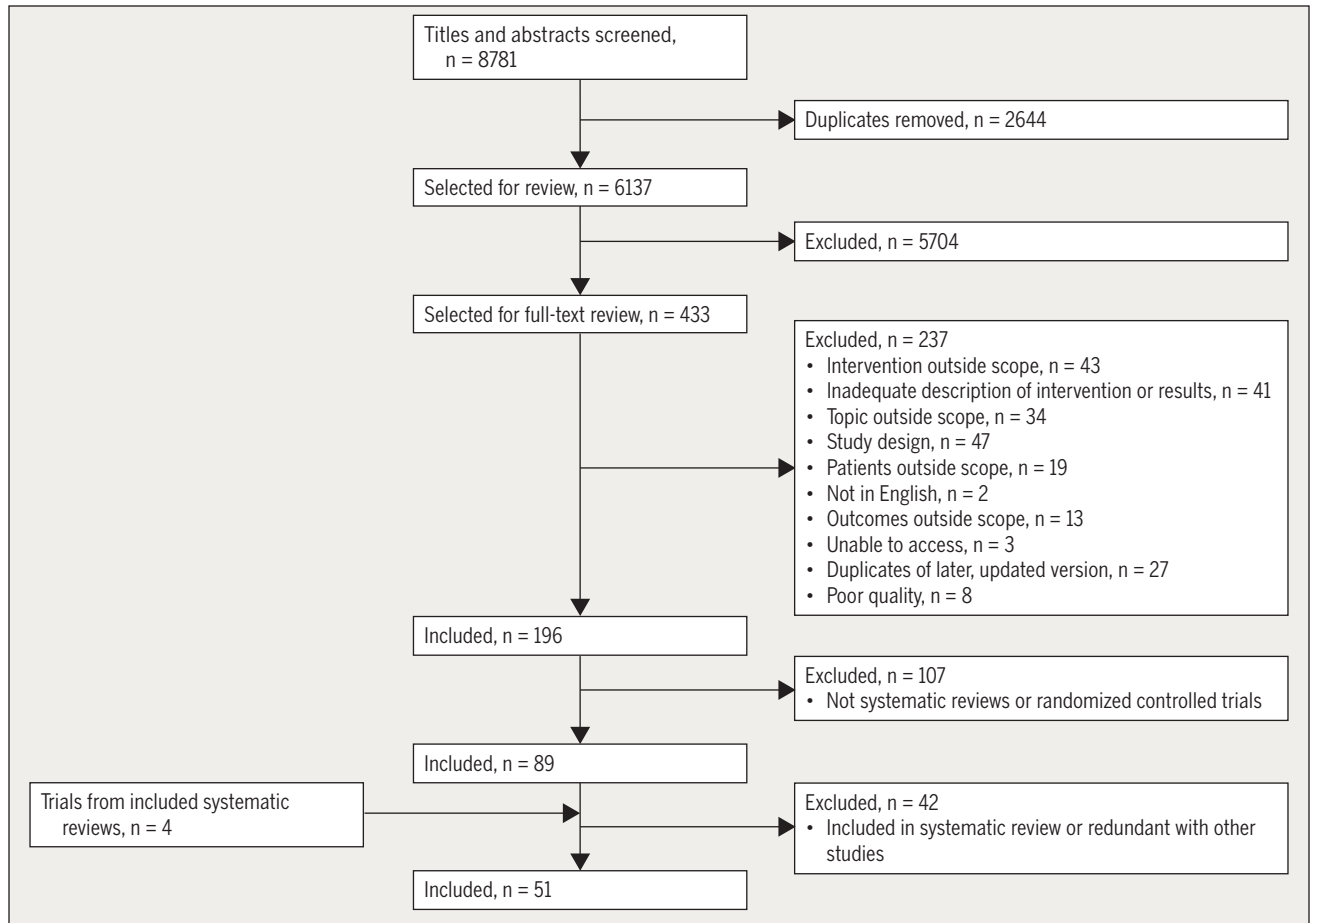 Titles and abstracts screened,
n = 8781
Duplicates removed, n = 2644
Selected for review, n = 6137
Excluded, n = 5704
Selected for full-text review, n = 433
Excluded, n = 237
• Intervention outside scope, n = 43
• Inadequate description of intervention or results, n = 41
• Topic outside scope, n = 34
• Study design, n = 47
• Patients outside scope, n = 19
• Not in English, n = 2
• Outcomes outside scope, n = 13
• Unable to access, n = 3
• Duplicates of later, updated version, n = 27
• Poor quality, n = 8
Included, n = 196
Excluded, n = 107
• Not systematic reviews or randomized controlled trials
Included, n = 89
Trials from included systematic
reviews, n = 4
Excluded, n = 42
• Included in systematic review or redundant with other
studies
Included, n = 51